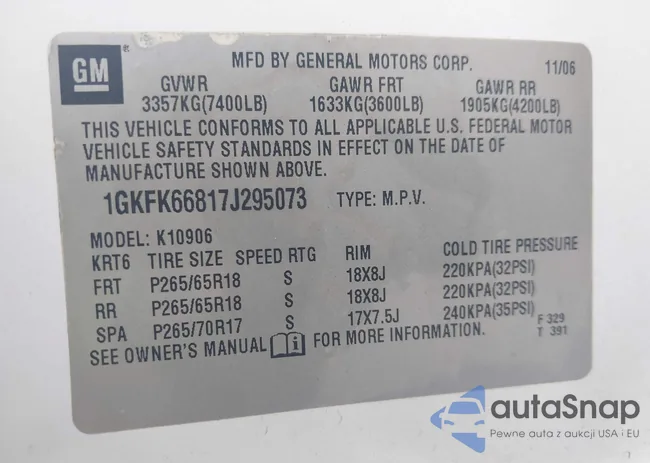 GM
MFD BY GENERAL MOTORS CORP. 11/06
GVWR GAWR FRT GAWR RR
3357KG(7400LB) 1633KG(3600LB) 1905KG(4200LB)
THIS VEHICLE CONFORMS TO ALL APPLICABLE U.S. FEDERAL MOTOR
VEHICLE SAFETY STANDARDS IN EFFECT ON THE DATE OF
MANUFACTURE SHOWN ABOVE.
1GKFK66817J295073 TYPE: M.P.V.
MODEL: K10906
KRT6 TIRE SIZE SPEED RTG RIM COLD TIRE PRESSURE
FRT P265/65R18 S 18X8J 220KPA(32PSI)
RR P265/65R18 S 18X8J 220KPA(32PSI)
SPA P265/70R17 S 17X7.5J 240KPA(35PSI)
F 329
T 391
SEE OWNER'S MANUAL i FOR MORE INFORMATION.
autaSnap
Pewne auta z aukcji USA i EU